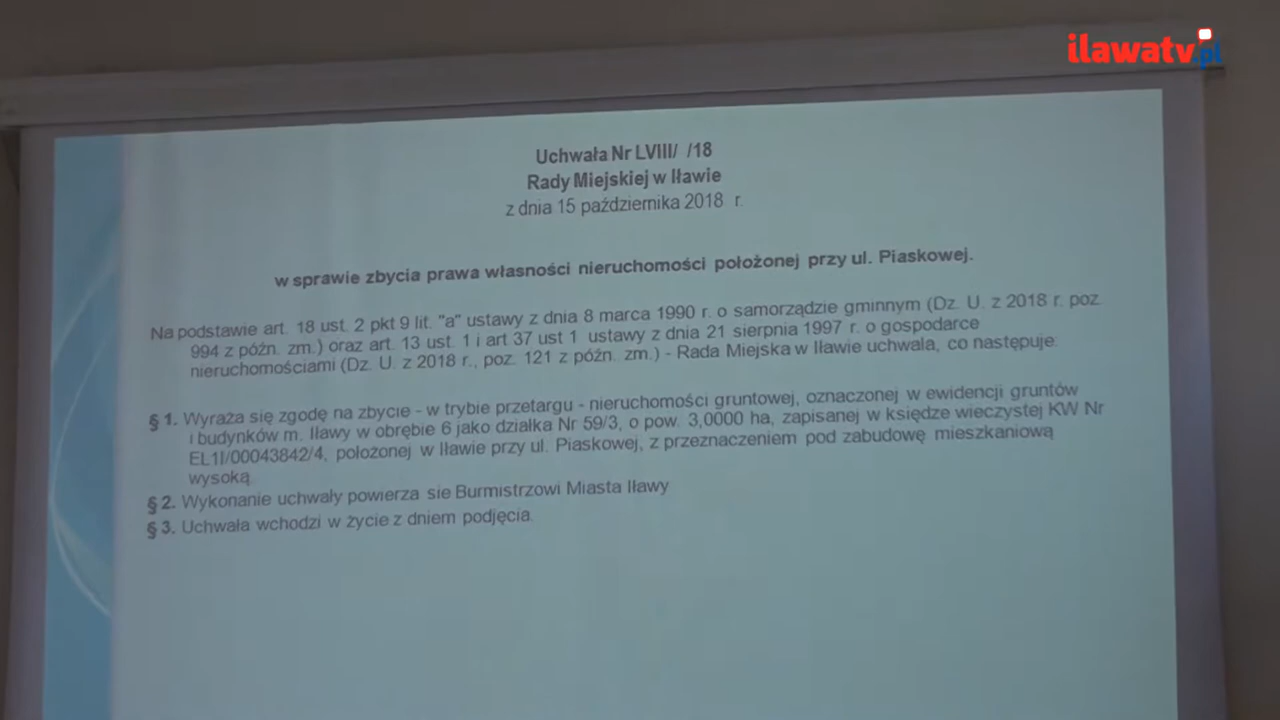 ilawatv.pl
Uchwała Nr LVIII/ /18
Rady Miejskiej w Iławie
z dnia 15 października 2018 r.
w sprawie zbycia prawa własności nieruchomości położonej przy ul. Piaskowej.
Na podstawie art. 18 ust. 2 pkt 9 lit. "a" ustawy z dnia 8 marca 1990 r. o samorządzie gminnym (Dz. U. z 2018 r. poz.
994 z późn. zm.) oraz art. 13 ust. 1 i art 37 ust 1 ustawy z dnia 21 sierpnia 1997 r. o gospodarce
nieruchomościami (Dz. U. z 2018 r., poz. 121 z późn. zm.) - Rada Miejska w Iławie uchwala, co następuje:
§ 1. Wyraża się zgodę na zbycie - w trybie przetargu - nieruchomości gruntowej, oznaczonej w ewidencji gruntów
i budynków m. Iławy w obrębie 6 jako działka Nr 59/3, o pow. 3,0000 ha, zapisanej w księdze wieczystej KW Nr
EL1I/00043842/4, położonej w Iławie przy ul. Piaskowej, z przeznaczeniem pod zabudowę mieszkaniową
wysoką.
§ 2. Wykonanie uchwały powierza sie Burmistrzowi Miasta Iławy
§ 3. Uchwała wchodzi w życie z dniem podjęcia.